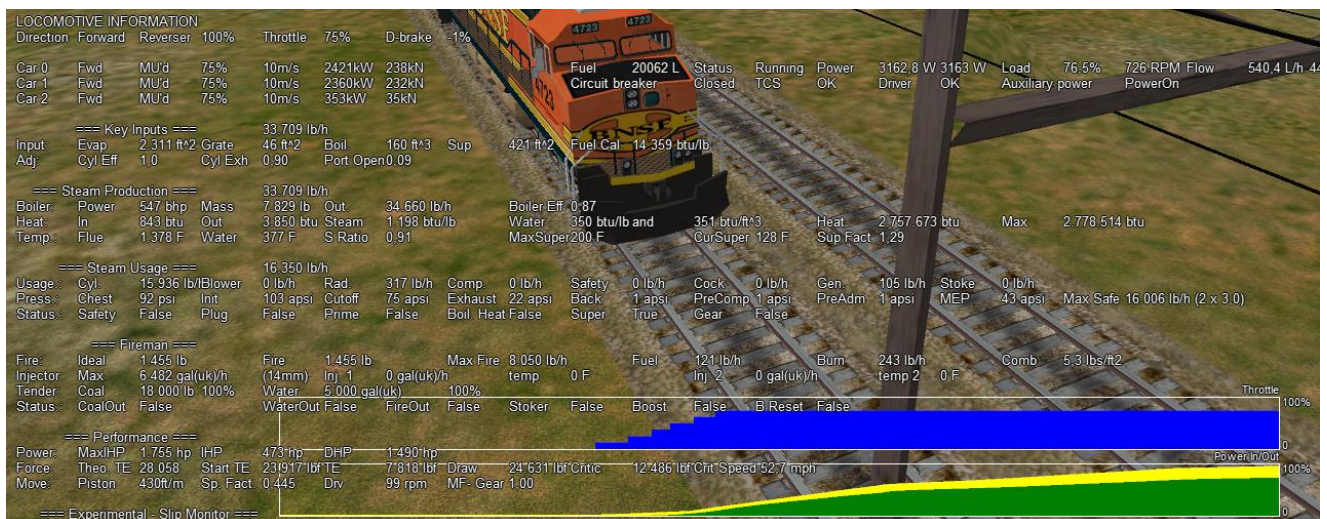 LOCOMOTIVE INFORMATION
Direction Forward Reverser 100% Throttle 75% D-brake -1%
4723 4723
Car 0 Fwd MU'd 75% 10m/s 2421kW 238kN Fuel 20062 L Status Running Power 3162,8 W 3163 W Load 76,5% 726 RPM Flow 540,4 L/h 44
Car 1 Fwd MU'd 75% 10m/s 2360kW 232kN Circuit breaker Closed TCS OK Driver OK Auxiliary power PowerOn
Car 2 Fwd MU'd 75% 10m/s 353kW 35kN
4723
BNSF
=== Key Inputs === 33.709 lb/h
Input: Evap 2.311 ft^2 Grate 46 ft^2 Boil. 160 ft^3 Sup 421 ft^2 Fuel Cal 14.359 btu/lb
Adj: Cyl Eff 1.0 Cyl Exh 0,90 Port Open 0.09
=== Steam Production === 33.709 lb/h
Boiler: Power 547 bhp Mass 7.829 lb Out. 34.660 lb/h Boiler Eff 0,87
Heat: In 843 btu Out 3.850 btu Steam 1.198 btu/lb Water 350 btu/lb and 351 btu/ft^3 Heat 2.757.673 btu Max 2.778.514 btu
Temp.: Flue 1.378 F Water 377 F S Ratio 0,91 MaxSuper 200 F CurSuper 128 F Sup Fact 1,29
=== Steam Usage === 16.350 lb/h
Usage.: Cyl. 15.936 lb/h Blower 0 lb/h Rad. 317 lb/h Comp. 0 lb/h Safety 0 lb/h Cock 0 lb/h Gen. 105 lb/h Stoke 0 lb/h
Press.: Chest 92 psi Init 103 apsi Cutoff 75 apsi Exhaust 22 apsi Back 1 apsi PreComp 1 apsi PreAdm 1 apsi MEP 43 apsi Max Safe 16 006 lb/h (2 x 3.0)
Status.: Safety False Plug False Prime False Boil. Heat False Super True Gear False
=== Fireman ===
Fire: Ideal 1.455 lb Fire 1.455 lb Max Fire 8.050 lb/h Fuel 121 lb/h Burn 243 lb/h Comb. 5.3 lbs/ft2
Injector: Max 6.482 gal(uk)/h (14mm) Inj. 1 0 gal(uk)/h temp 0 F Inj. 2 0 gal(uk)/h temp 2 0 F
Tender: Coal 18.000 lb 100% Water 5.000 gal(uk) 100%
Throttle
Status.: CoalOut False WaterOut False FireOut False Stoker False Boost False B.Reset False
100%
=== Performance ===
0
Power: MaxIHP 1.755 hp IHP 473 hp DHP 1.490 hp
Power In/Out
Force: Theo. TE 28.058 Start TE 23.917 lbf TE 7.818 lbf Draw 24.631 lbf Critic 12.486 lbf Crit Speed 52.7 mph
100%
Move: Piston 430ft/m Sp. Fact. 0.445 Drv 99 rpm MF- Gear 1,00
=== Experimental - Slip Monitor ===
0